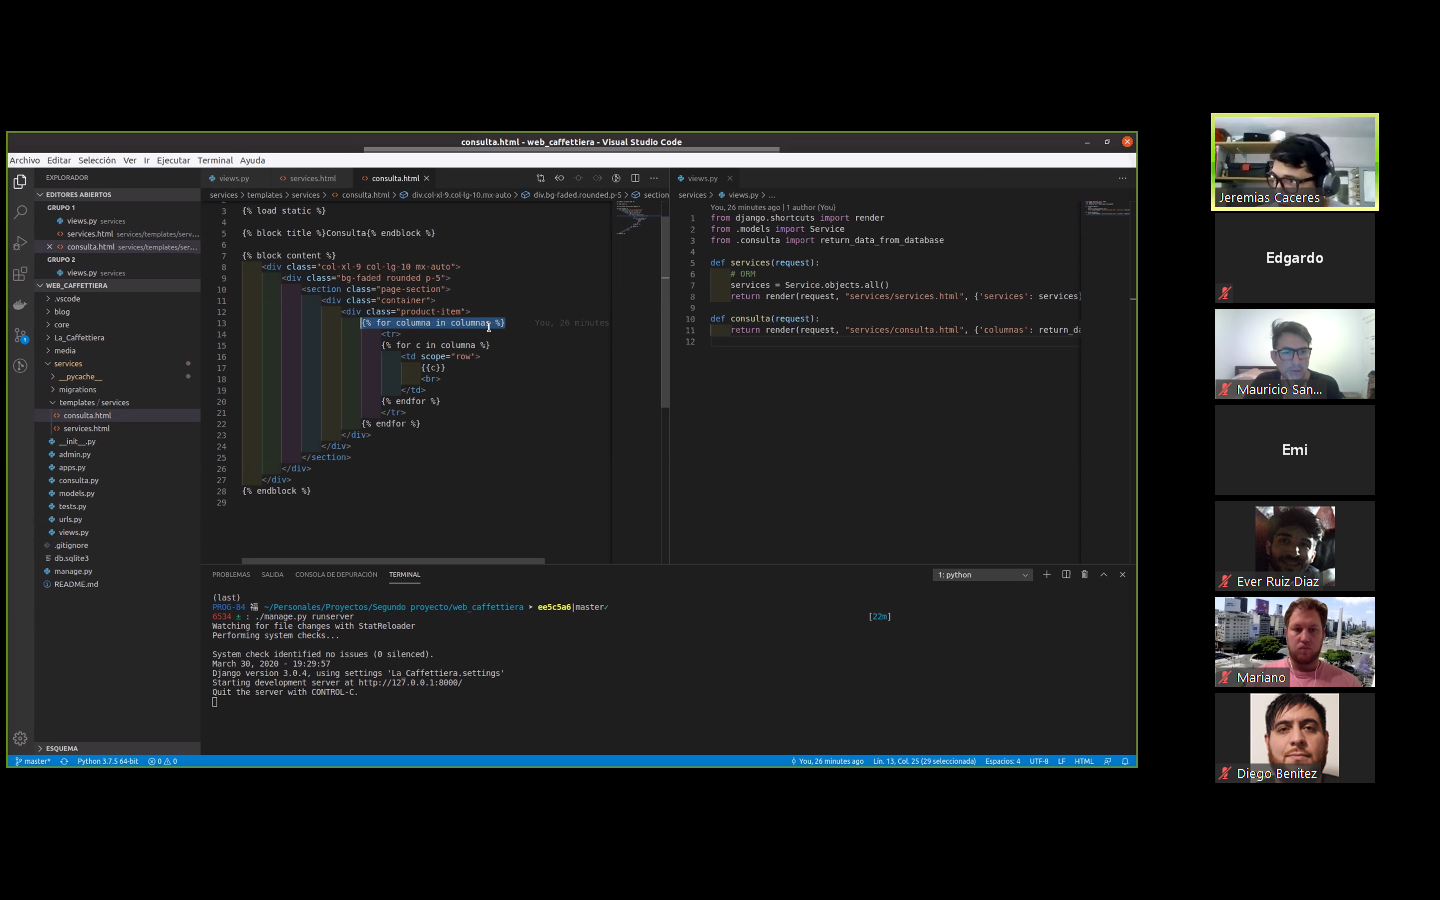 consulta.html - web_caffettiera - Visual Studio Code
Archivo Editar Selección Ver Ir Ejecutar Terminal Ayuda
EXPLORADOR
EDITORES ABIERTOS
GRUPO 1
views.py services
services.html services/templates/serv...
consulta.html services/templates/ser...
GRUPO 2
views.py services
WEB_CAFFETTIERA
.vscode
blog
core
La_Caffettiera
media
services
__pycache__
migrations
templates / services
consulta.html
services.html
__init__.py
admin.py
apps.py
consulta.py
models.py
tests.py
urls.py
views.py
.gitignore
db.sqlite3
manage.py
README.md
ESQUEMA
views.py services.html consulta.html
services > templates > services > consulta.html > div.col-xl-9.col-lg-10.mx-auto > div.bg-faded.rounded.p-5 > section
3 {% load static %}
4
5 {% block title %}Consulta{% endblock %}
6
7 {% block content %}
8 <div class="col-xl-9 col-lg-10 mx-auto">
9 <div class="bg-faded rounded p-5">
10 <section class="page-section">
11 <div class="container">
12 <div class="product-item">
13 {% for columna in columnas %} You, 26 minutes
14 <tr>
15 {% for c in columna %}
16 <td scope="row">
17 {{c}}
18 <br>
19 </td>
20 {% endfor %}
21 </tr>
22 {% endfor %}
23 </div>
24 </div>
25 </section>
26 </div>
27 </div>
28 {% endblock %}
29
views.py
services > views.py > ...
You, 26 minutes ago | 1 author (You)
1 from django.shortcuts import render
2 from .models import Service
3 from .consulta import return_data_from_database
4
5 def services(request):
6 # ORM
7 services = Service.objects.all()
8 return render(request, "services/services.html", {'services': services}
9
10 def consulta(request):
11 return render(request, "services/consulta.html", {'columnas': return_da
12
PROBLEMAS SALIDA CONSOLA DE DEPURACIÓN TERMINAL
1: python
(last)
PROG-84 福 ~/Personales/Proyectos/Segundo proyecto/web_caffettiera ➤ ee5c5a6|master✓
6534 ± : ./manage.py runserver [22m]
Watching for file changes with StatReloader
Performing system checks...
System check identified no issues (0 silenced).
March 30, 2020 - 19:29:57
Django version 3.0.4, using settings 'La_Caffettiera.settings'
Starting development server at http://127.0.0.1:8000/
Quit the server with CONTROL-C.
master* Python 3.7.5 64-bit 0 0
You, 26 minutes ago Lín. 13, Col. 25 (29 seleccionada) Espacios: 4 UTF-8 LF HTML
1
Jeremias Caceres
Edgardo
Mauricio San...
Emi
Ever Ruiz Diaz
Mariano
Diego Benitez